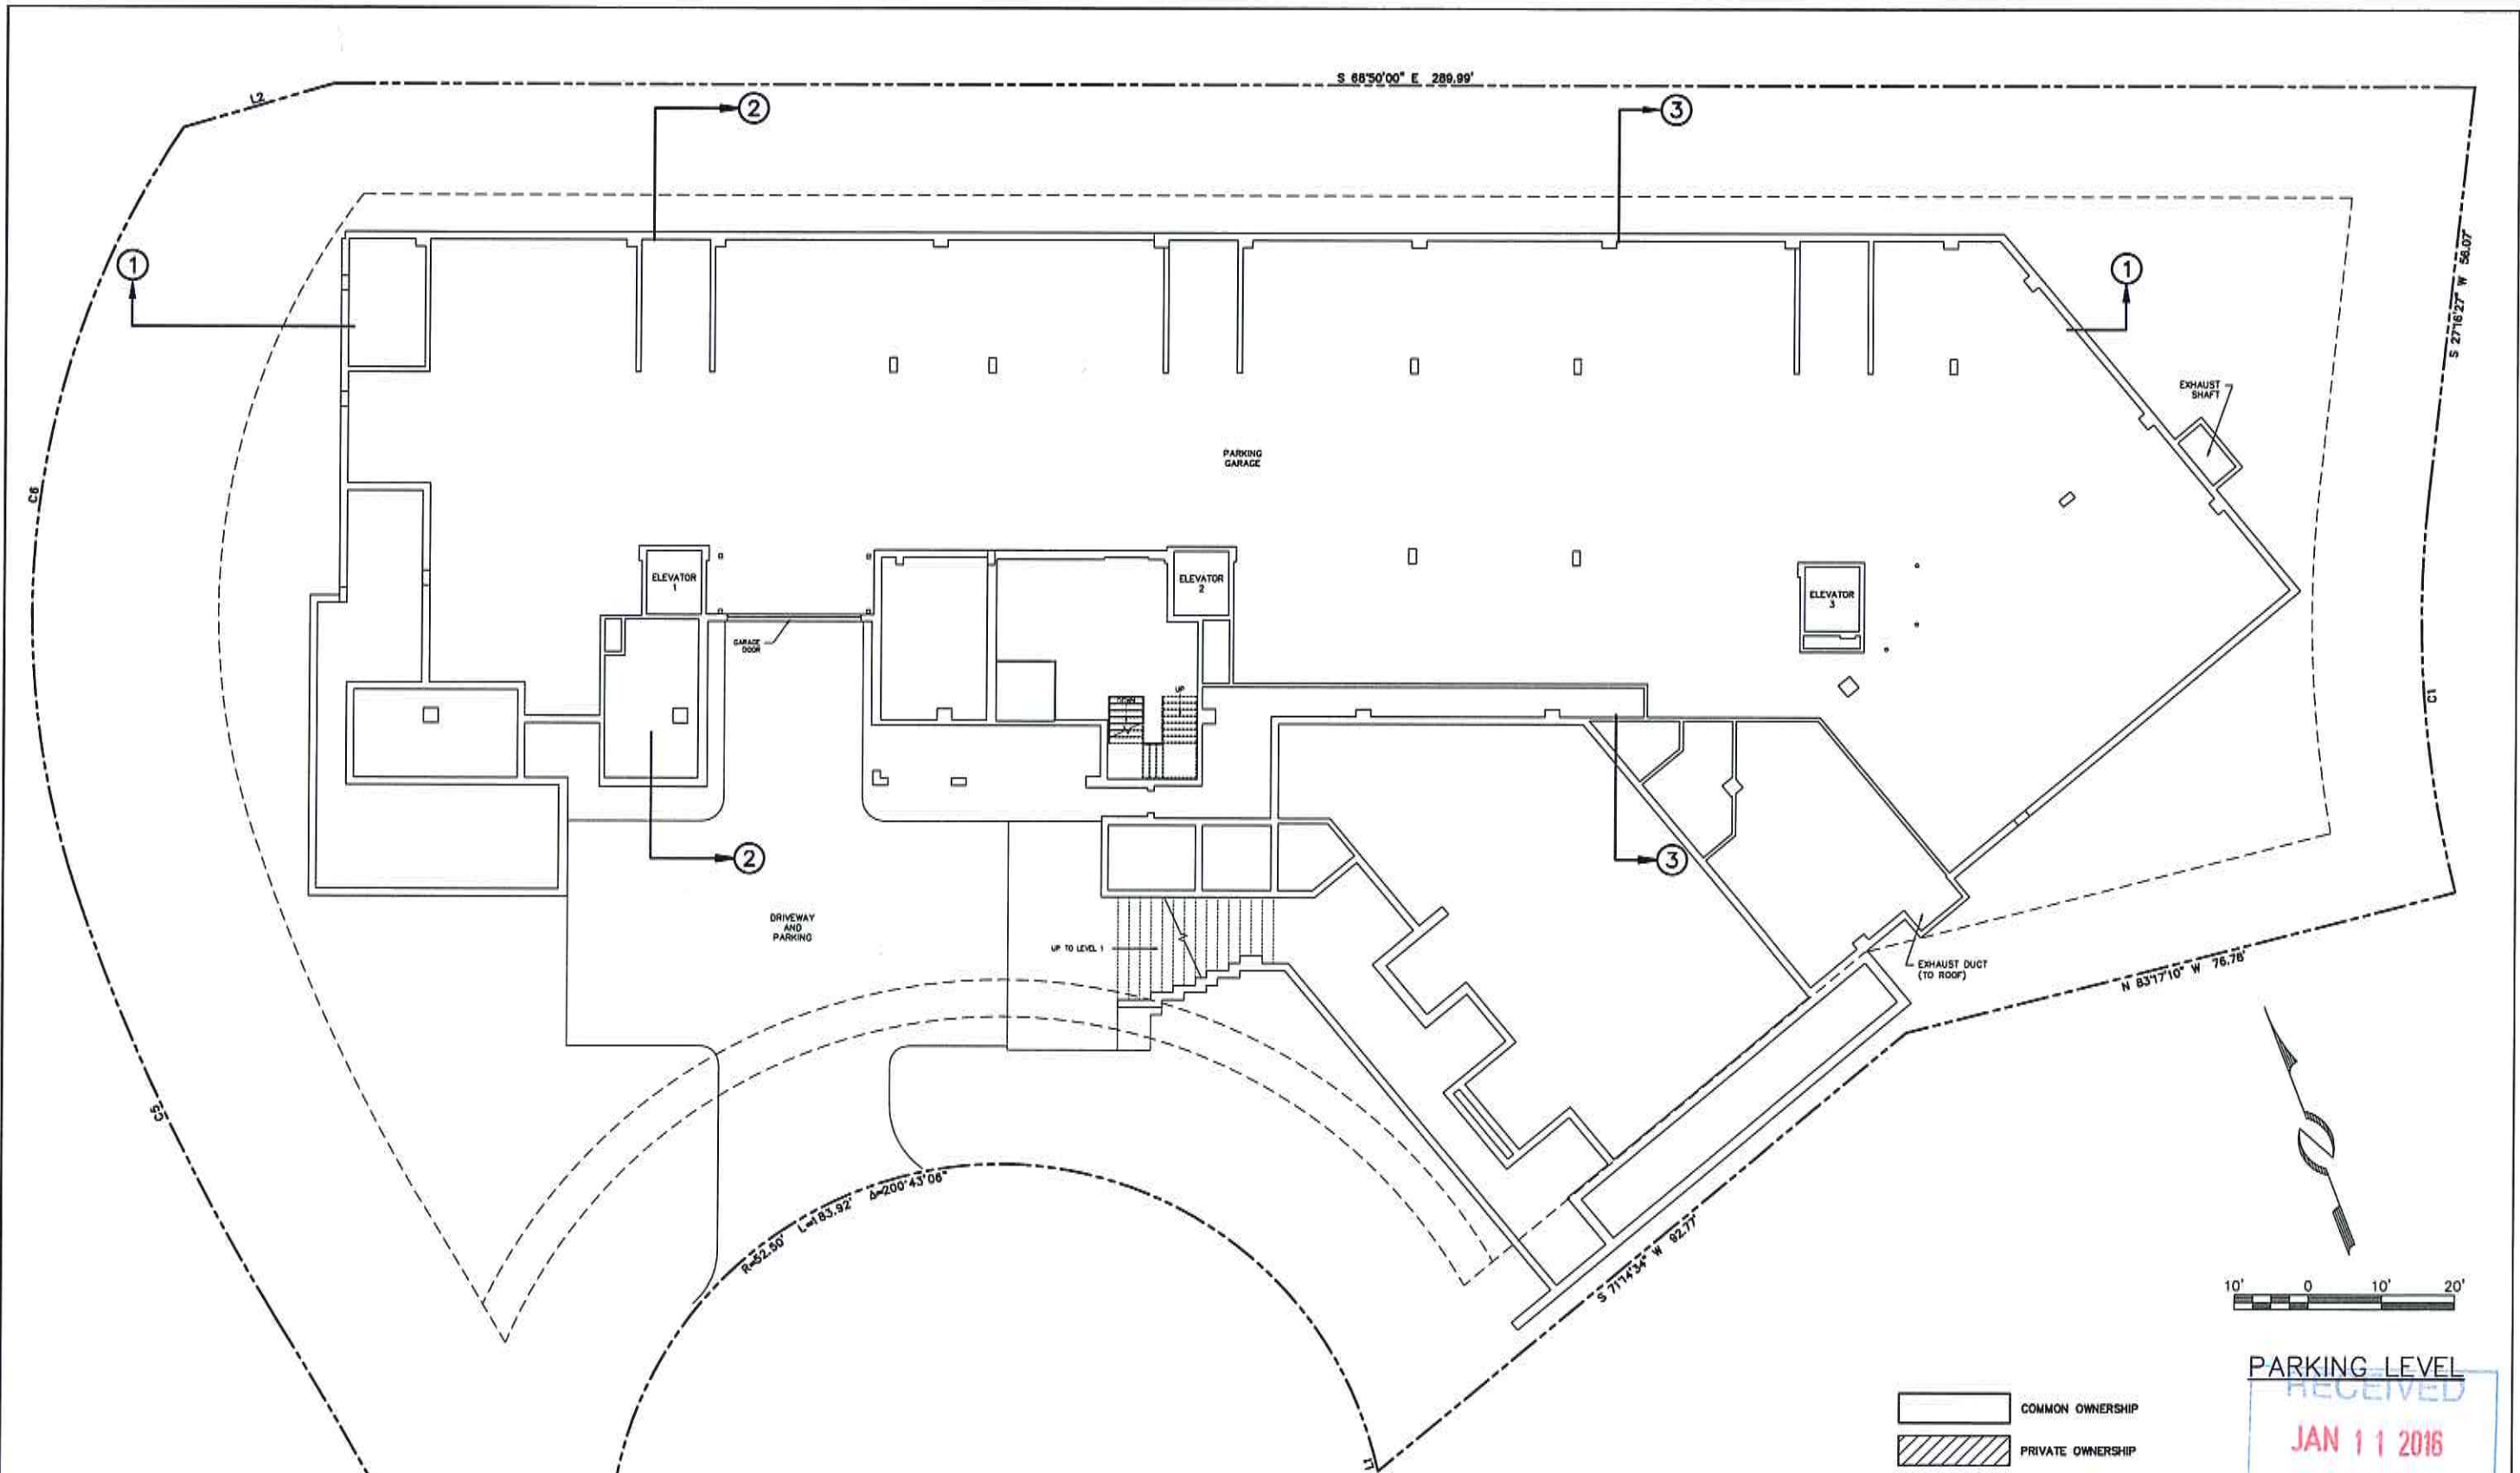 S 68°50'00" E 289.99'
L2
2
3
1
1
S 27°16'27" W 56.07'
EXHAUST
SHAFT
PARKING
GARAGE
C6
ELEVATOR
1
ELEVATOR
2
ELEVATOR
3
GARAGE
DOOR
UP
C1
2
3
DRIVEWAY
AND
PARKING
UP TO LEVEL 1
EXHAUST DUCT
(TO ROOF)
N 83°17'10" W 76.78'
C5
R=52.50' L=183.92' Δ=200°43'06"
S 71°14'34" W 92.77'
10' 0 10' 20'
PARKING LEVEL
RECEIVED
COMMON OWNERSHIP
JAN 11 2016
PRIVATE OWNERSHIP
L1